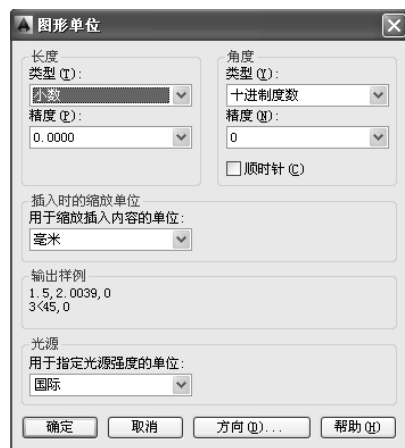 图形单位
长度
类型(T):
小数
精度(P):
0.0000
角度
类型(Y):
十进制度数
精度(N):
0
顺时针(C)
插入时的缩放单位
用于缩放插入内容的单位:
毫米
输出样例
1.5,2.0039,0
3<45,0
光源
用于指定光源强度的单位:
国际
确定 取消 方向(D)... 帮助(H)